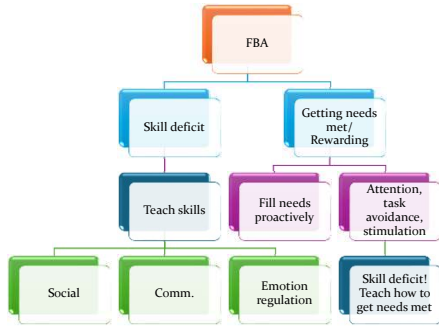 FBA
Skill deficit
Getting needs
met/
Rewarding
Teach skills
Fill needs
proactively
Attention,
task
avoidance,
stimulation
Social
Comm.
Emotion
regulation
Skill deficit!
Teach how to
get needs met